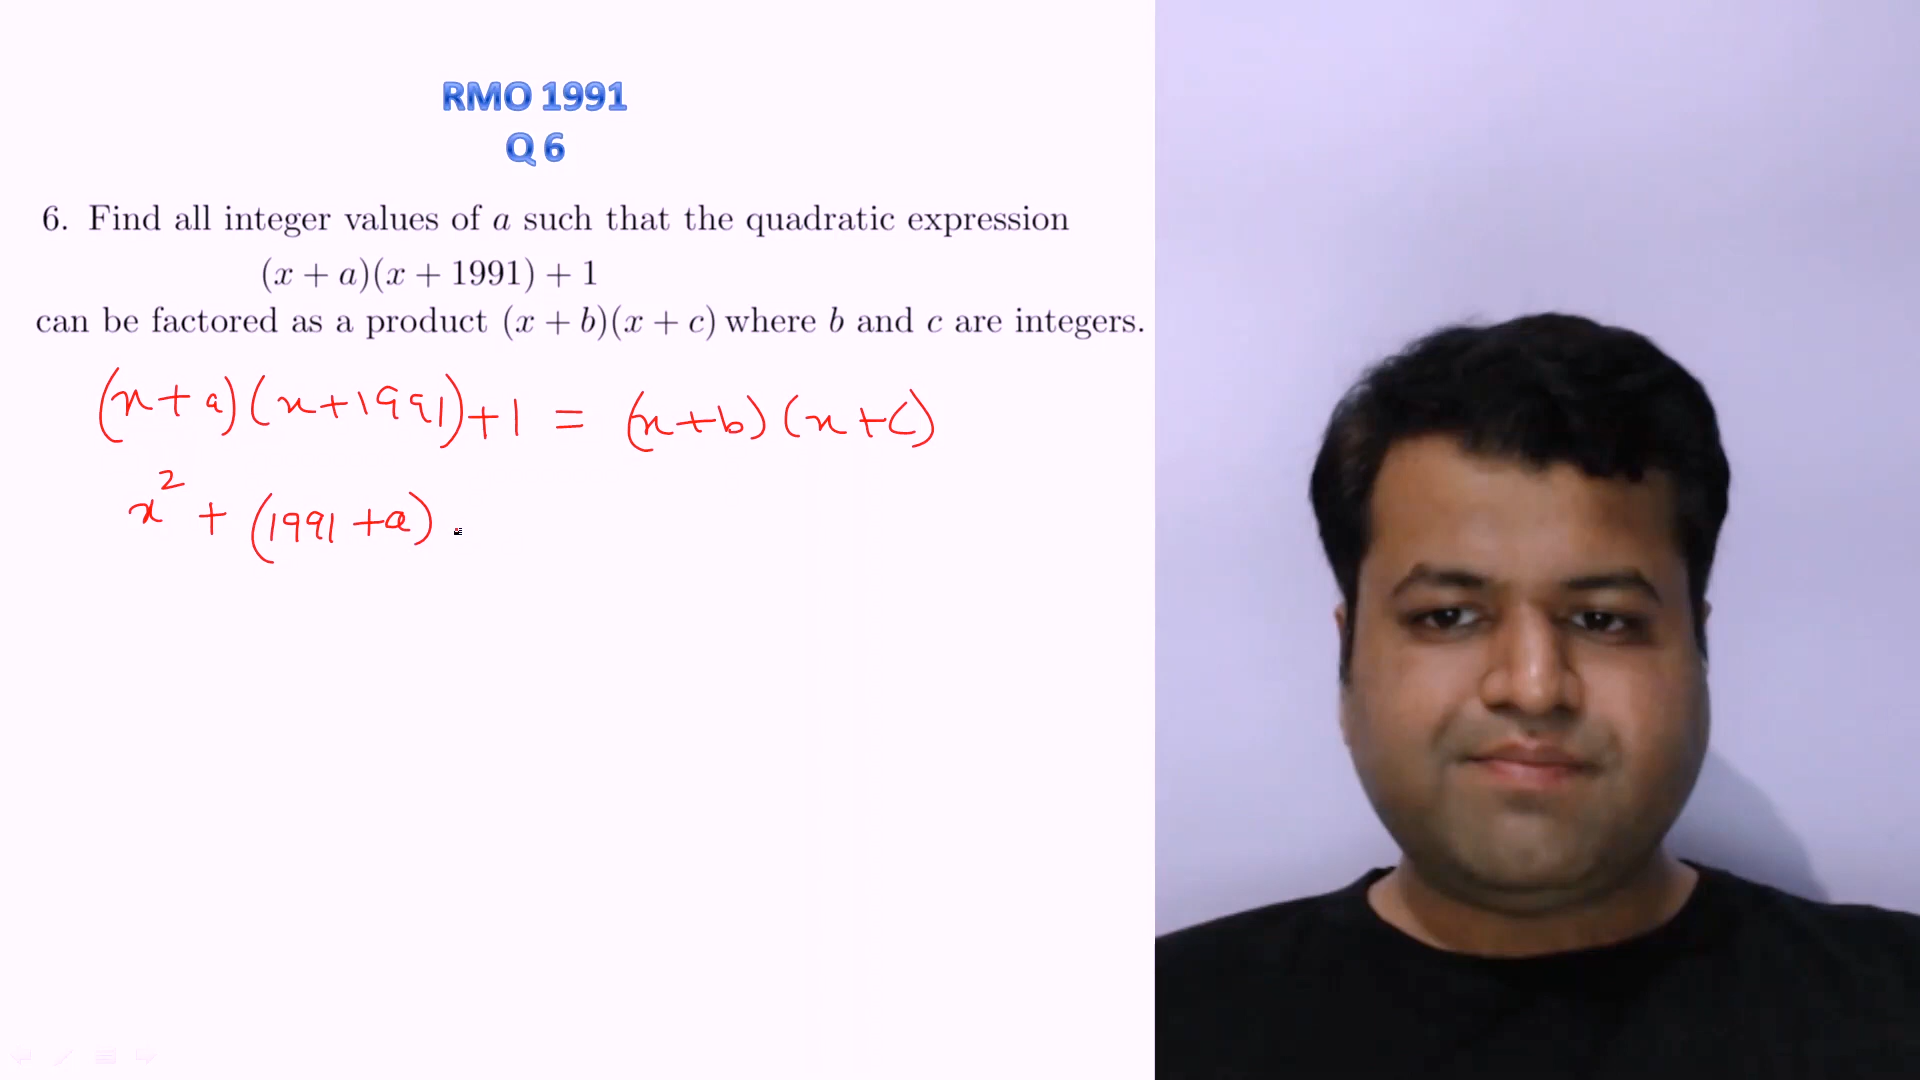 RMO 1991
Q 6
6. Find all integer values of a such that the quadratic expression
(x + a)(x + 1991) + 1
can be factored as a product (x + b)(x + c) where b and c are integers.
(x+a)(x+1991)+1 = (x+b)(x+c)
x² + (1991+a)